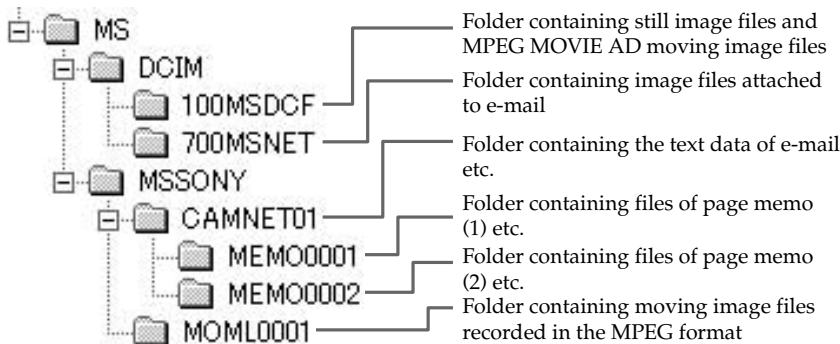 MS
Folder containing still image files and
MPEG MOVIE AD moving image files
DCIM
100MSDCF
Folder containing image files attached
to e-mail
700MSNET
Folder containing the text data of e-mail
etc.
MSSONY
CAMNET01
Folder containing files of page memo
(1) etc.
MEMO0001
Folder containing files of page memo
(2) etc.
MEMO0002
Folder containing moving image files
recorded in the MPEG format
MOML0001